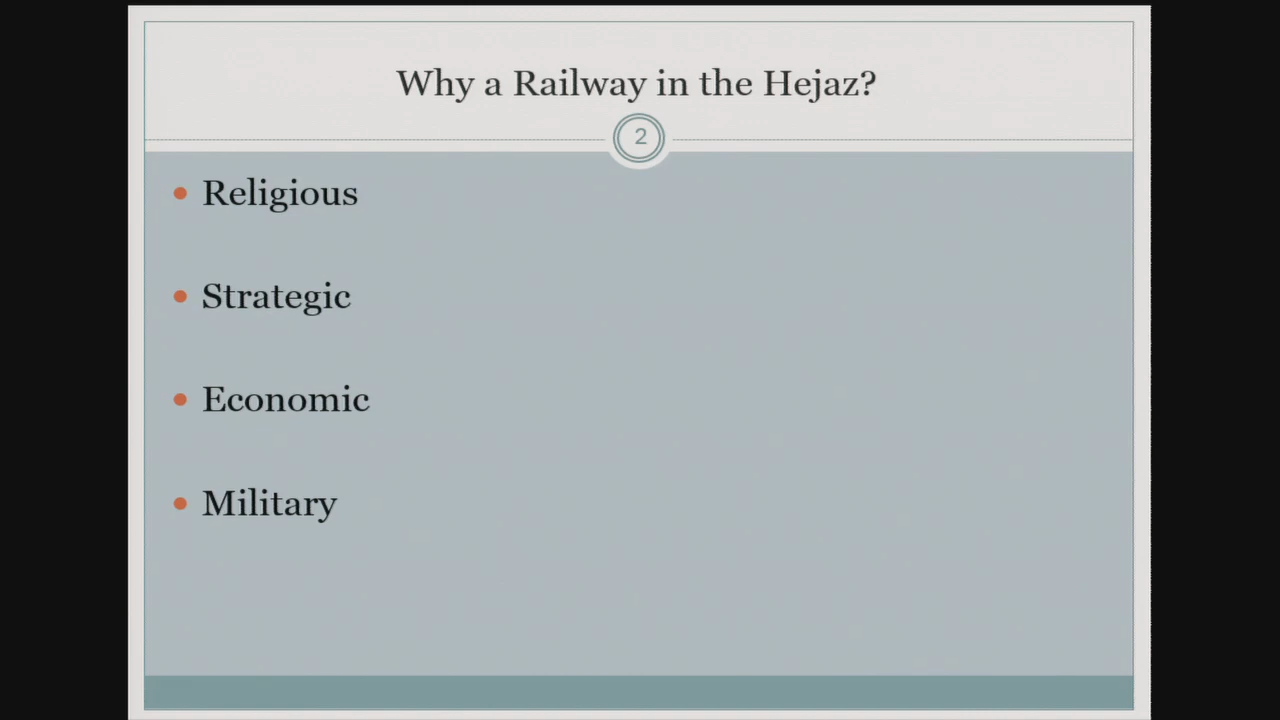 Why a Railway in the Hejaz?
2
Religious
Strategic
Economic
Military